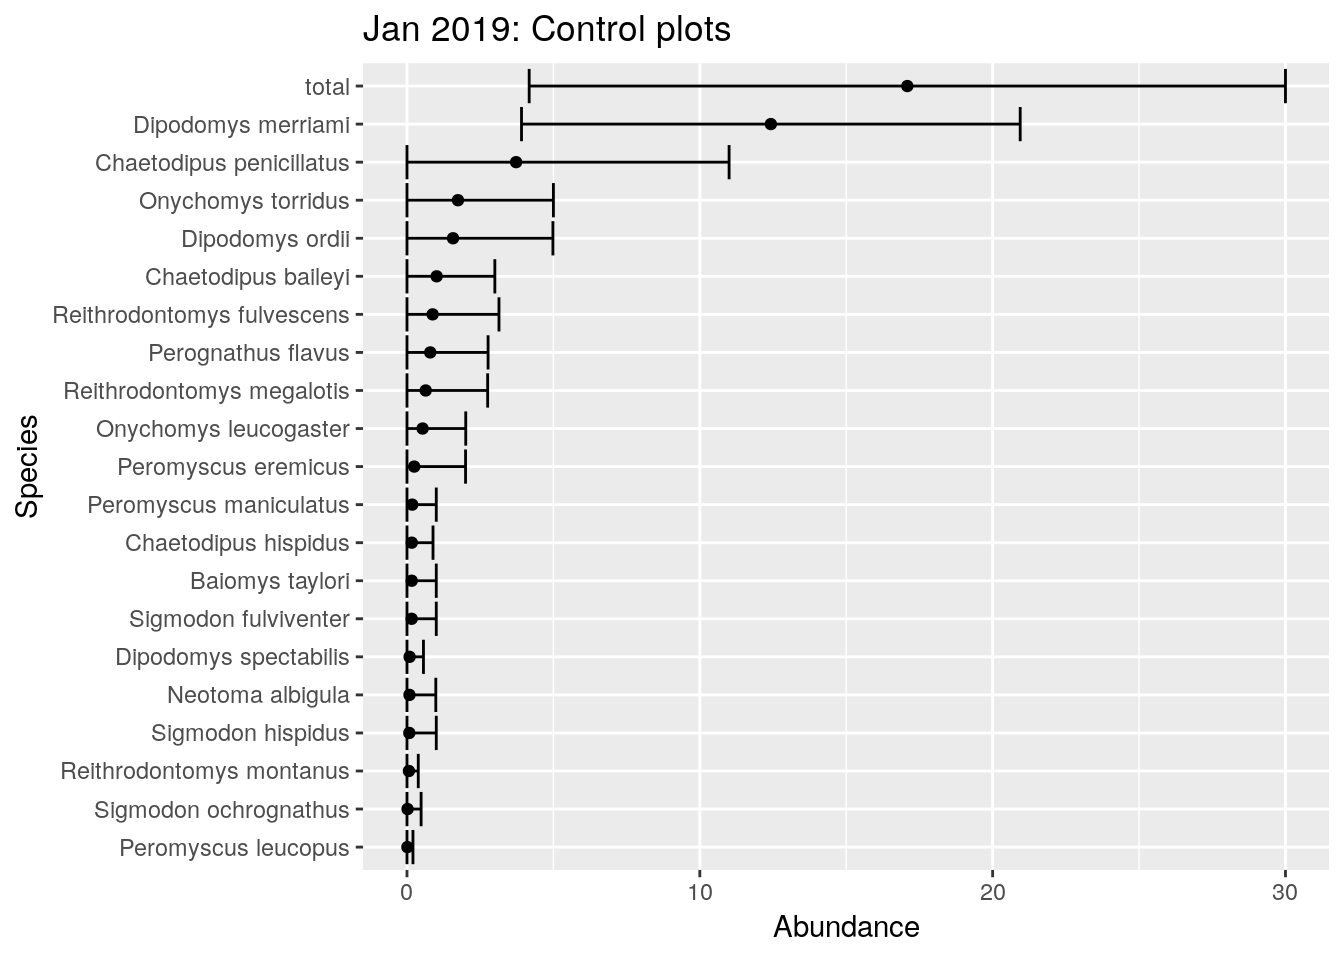 Jan 2019: Control plots
total
Dipodomys merriami
Chaetodipus penicillatus
Onychomys torridus
Dipodomys ordii
Chaetodipus baileyi
Reithrodontomys fulvescens
Perognathus flavus
Reithrodontomys megalotis
Onychomys leucogaster
Peromyscus eremicus
Peromyscus maniculatus
Chaetodipus hispidus
Baiomys taylori
Sigmodon fulviventer
Dipodomys spectabilis
Neotoma albigula
Sigmodon hispidus
Reithrodontomys montanus
Sigmodon ochrognathus
Peromyscus leucopus
Species
0 10 20 30
Abundance